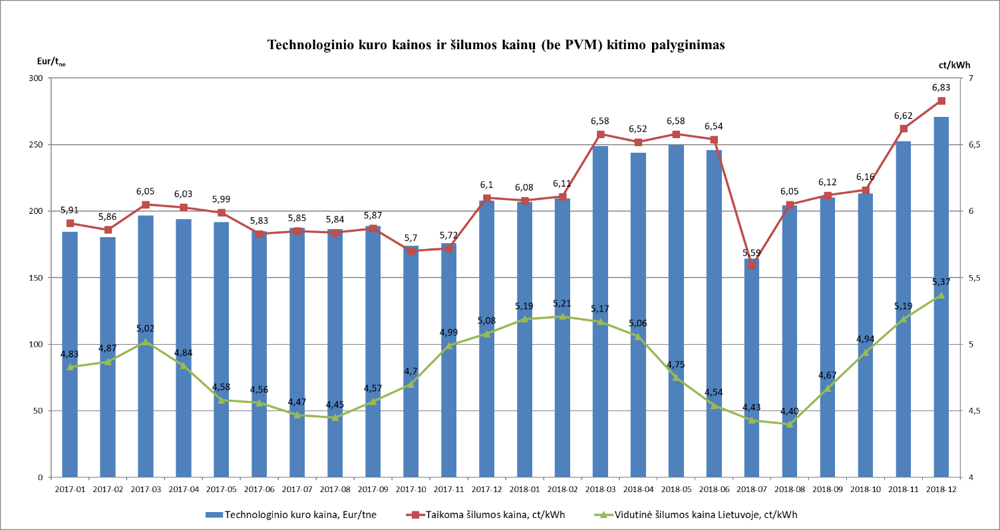 Technologinio kuro kainos ir šilumos kainų (be PVM) kitimo palyginimas
Eur/tne
ct/kWh
300
250
200
150
100
50
0
7
6,5
6
5,5
5
4,5
4
5,91 5,86 6,05 6,03 5,99 5,83 5,85 5,84 5,87 5,7 5,72 6,1 6,08 6,11 6,58 6,52 6,58 6,54 5,59 6,05 6,12 6,16 6,62 6,83
4,83 4,87 5,02 4,84 4,58 4,56 4,47 4,45 4,57 4,7 4,99 5,08 5,19 5,21 5,17 5,06 4,75 4,54 4,43 4,40 4,67 4,94 5,19 5,37
2017-01 2017-02 2017-03 2017-04 2017-05 2017-06 2017-07 2017-08 2017-09 2017-10 2017-11 2017-12 2018-01 2018-02 2018-03 2018-04 2018-05 2018-06 2018-07 2018-08 2018-09 2018-10 2018-11 2018-12
Technologinio kuro kaina, Eur/tne Taikoma šilumos kaina, ct/kWh Vidutinė šilumos kaina Lietuvoje, ct/kWh